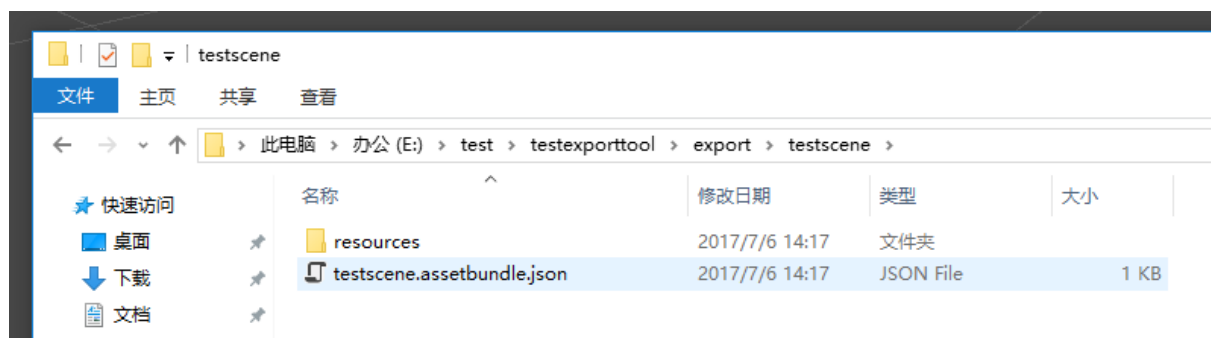 testscene
文件 主页 共享 查看
此电脑 › 办公 (E:) › test › testexporttool › export › testscene ›
快速访问 名称 修改日期 类型 大小
桌面 resources 2017/7/6 14:17 文件夹
下载 testscene.assetbundle.json 2017/7/6 14:17 JSON File 1 KB
文档